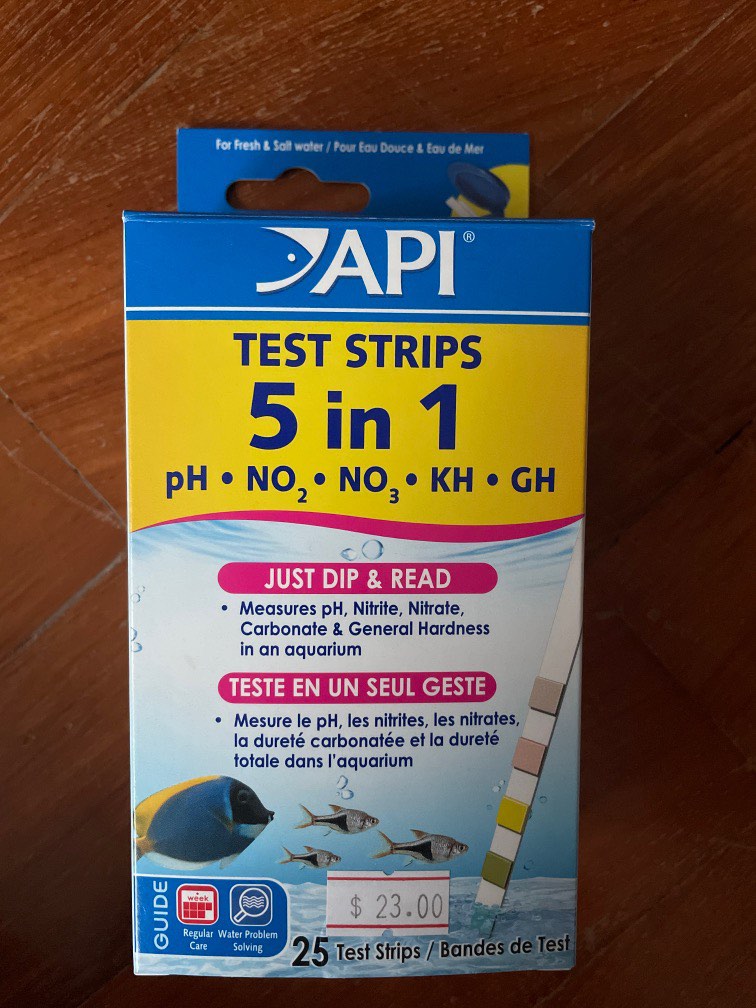 For Fresh & Salt water / Pour Eau Douce & Eau de Mer
API®
TEST STRIPS
5 in 1
pH • NO₂ • NO₃ • KH • GH
JUST DIP & READ
• Measures pH, Nitrite, Nitrate,
Carbonate & General Hardness
in an aquarium
TESTE EN UN SEUL GESTE
• Mesure le pH, les nitrites, les nitrates,
la dureté carbonatée et la dureté
totale dans l'aquarium
$ 23.00
GUIDE
week
Regular Care
Water Problem Solving
25 Test Strips / Bandes de Test